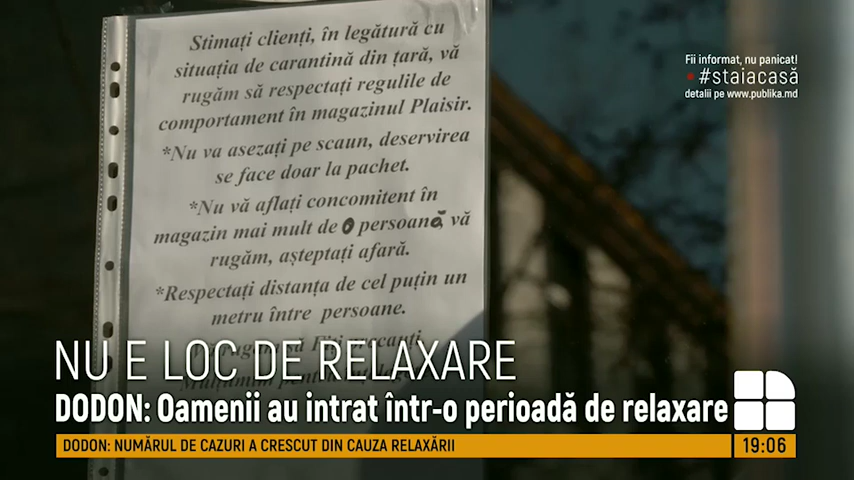 Stimați clienți, în legătură cu
situația de carantină din țară, vă
rugăm să respectați regulile de
comportament în magazinul Plaisir.
*Nu va asezați pe scaun, deservirea
se face doar la pachet.
*Nu vă aflați concomitent în
magazin mai mult de o persoană, vă
rugăm, așteptați afară.
*Respectați distanța de cel puțin un
metru între persoane.
Fii informat, nu panicat!
#staiacasă
detalii pe www.publika.md
NU E LOC DE RELAXARE
DODON: Oamenii au intrat într-o perioadă de relaxare
DODON: NUMĂRUL DE CAZURI A CRESCUT DIN CAUZA RELAXĂRII
19:06